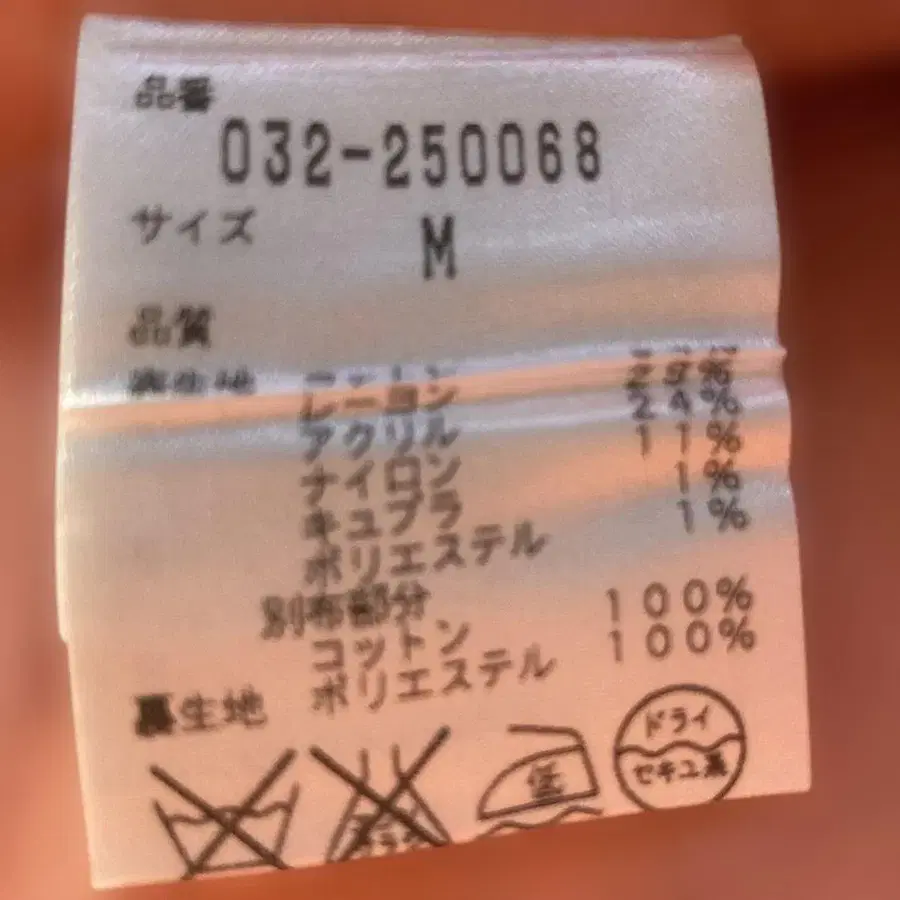 品番
032-250068
サイズ M
品質
表生地
レーヨン
アクリル 24%
ナイロン 11%
キュプラ 1%
ポリエステル 1%
別布部分
コットン 100%
裏生地 ポリエステル 100%
低
ドライ
セキユ系